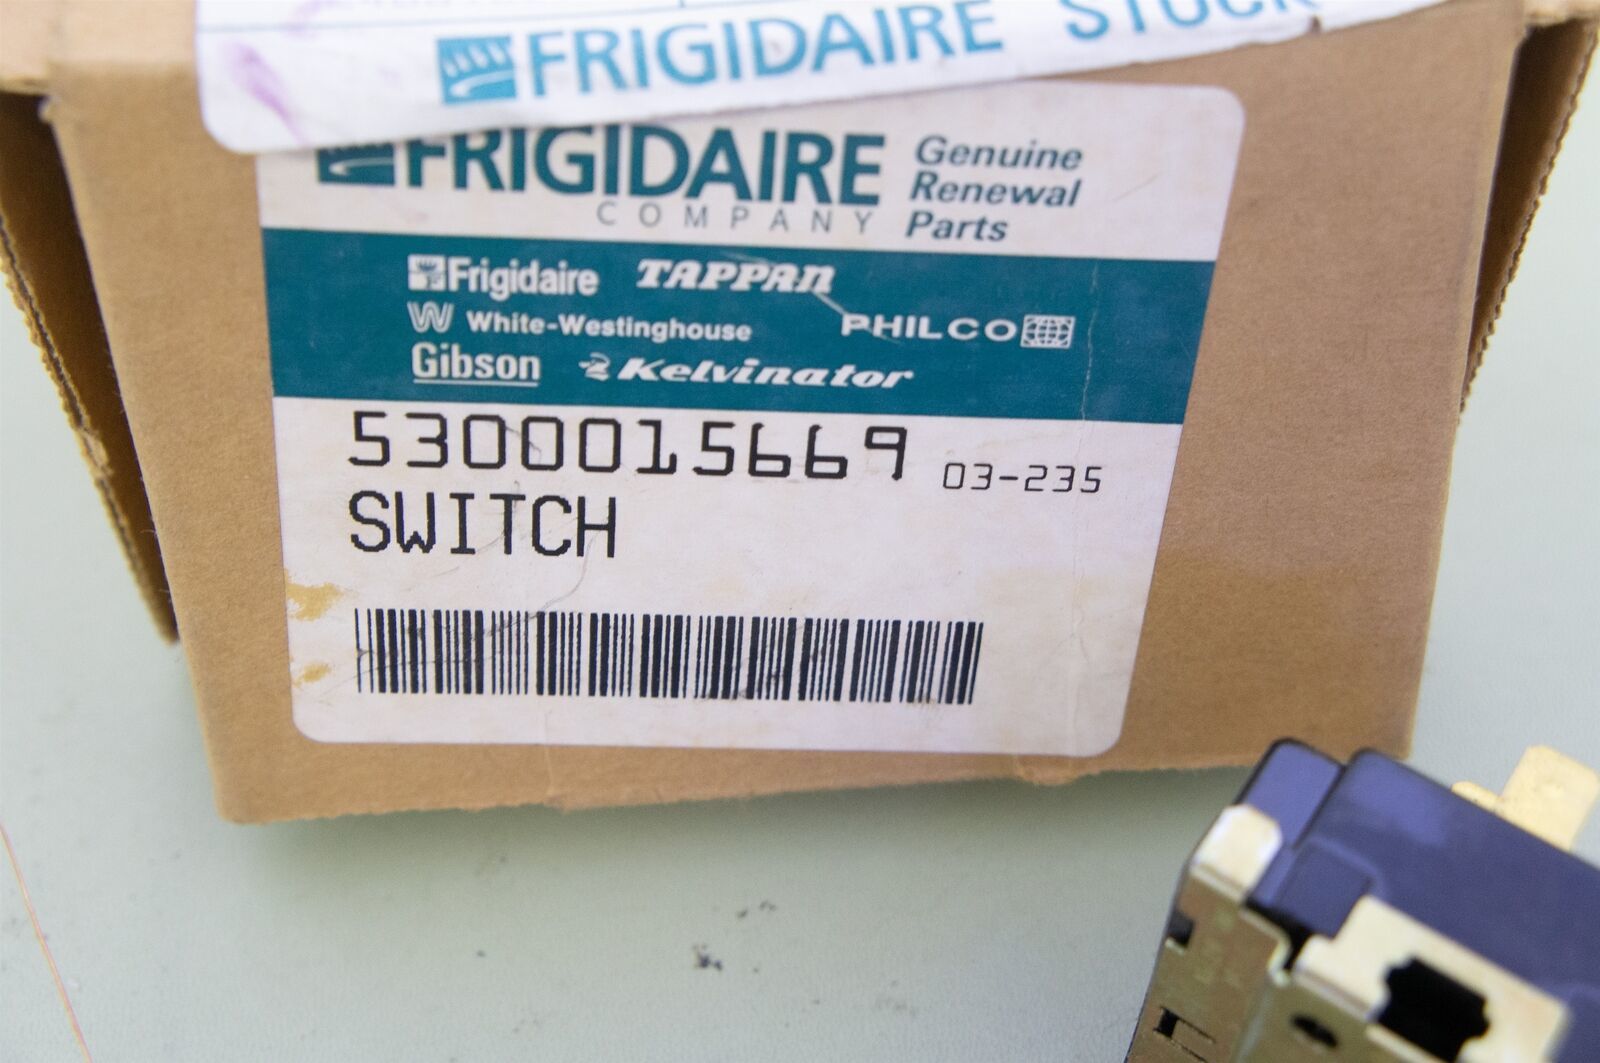 FRIGIDAIRE STOCK
FRIGIDAIRE
COMPANY
Genuine
Renewal
Parts
Frigidaire TAPPAN
W White-Westinghouse PHILCO
Gibson Kelvinator
5300015669 03-235
SWITCH